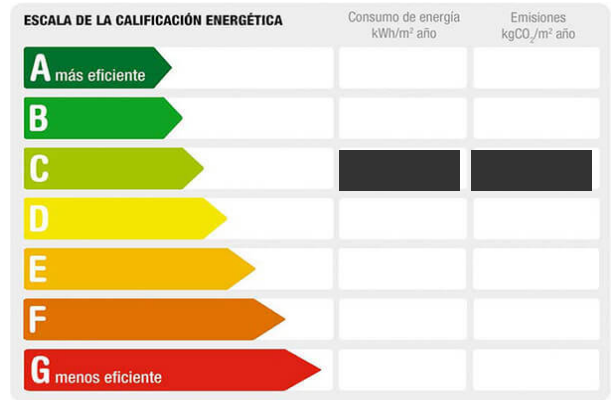 ESCALA DE LA CALIFICACIÓN ENERGÉTICA
Consumo de energía
kWh/m² año
Emisiones
kgCO₂/m² año
A más eficiente
B
C
D
E
F
G menos eficiente